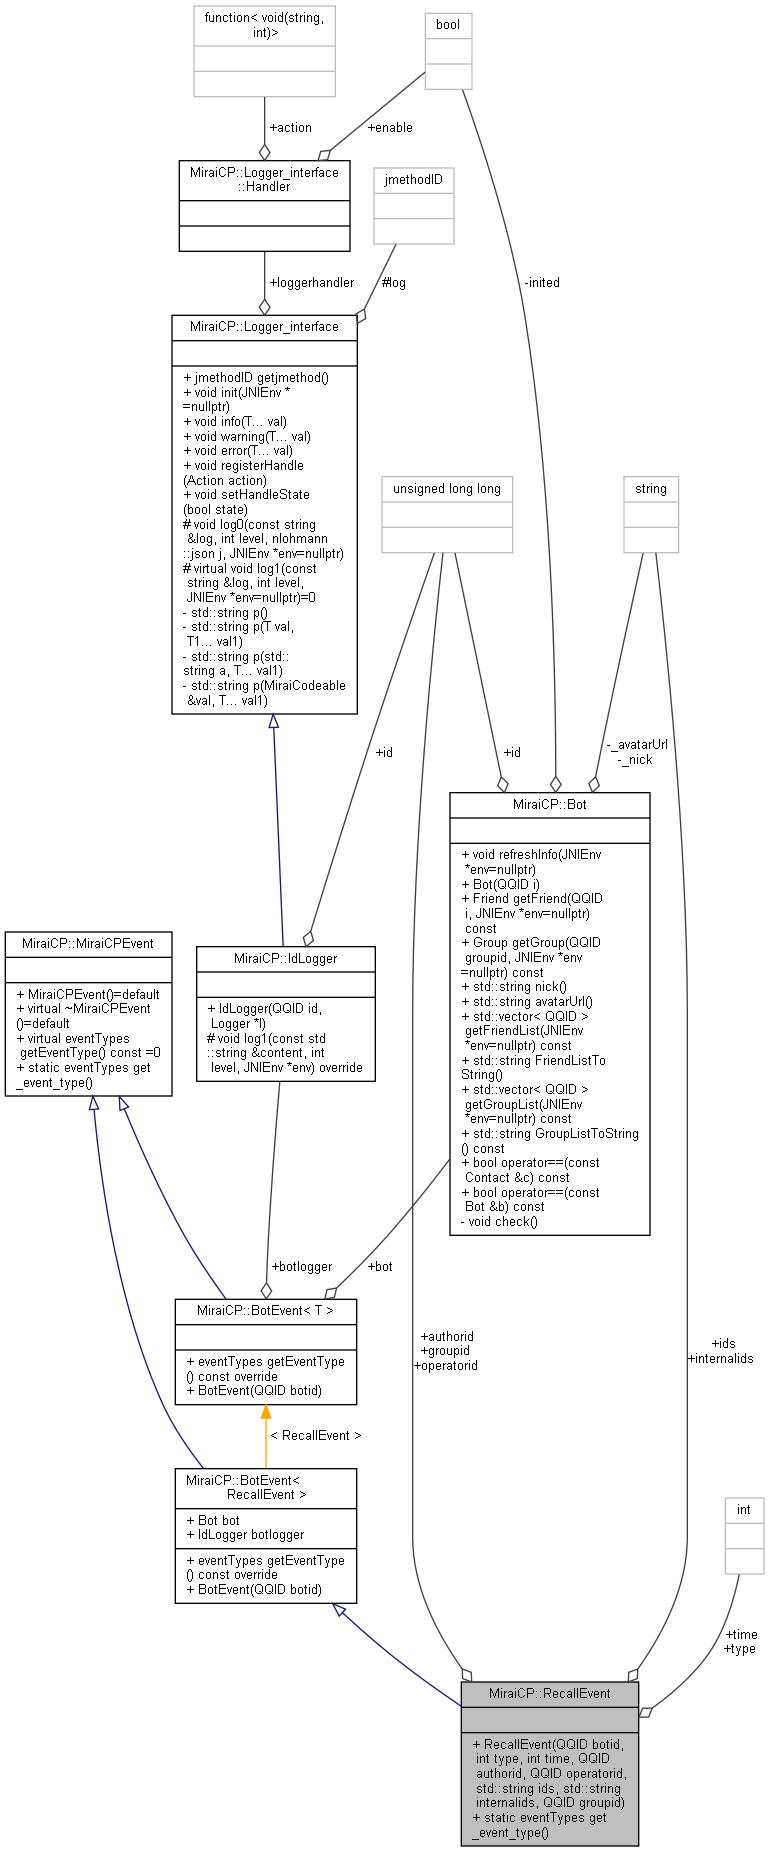 function< void(string,
int)>
bool
+action
+enable
MiraiCP::Logger_interface
::Handler
jmethodID
+loggerhandler
#log
-inited
MiraiCP::Logger_interface
+ jmethodID getjmethod()
+ void init(JNIEnv *
=nullptr)
+ void info(T... val)
+ void warning(T... val)
+ void error(T... val)
+ void registerHandle
(Action action)
+ void setHandleState
(bool state)
# void log0(const string
&log, int level, nlohmann
::json j, JNIEnv *env=nullptr)
# virtual void log1(const
string &log, int level,
JNIEnv *env=nullptr)=0
- std::string p()
- std::string p(T val,
T1... val1)
- std::string p(std::
string a, T... val1)
- std::string p(MiraiCodeable
&val, T... val1)
unsigned long long
string
+id
+id
-_avatarUrl
-_nick
MiraiCP::Bot
+ void refreshInfo(JNIEnv
*env=nullptr)
+ Bot(QQID i)
+ Friend getFriend(QQID
i, JNIEnv *env=nullptr)
const
+ Group getGroup(QQID
groupid, JNIEnv *env
=nullptr) const
+ std::string nick()
+ std::string avatarUrl()
+ std::vector< QQID >
getFriendList(JNIEnv
*env=nullptr) const
+ std::string FriendListTo
String()
+ std::vector< QQID >
getGroupList(JNIEnv
*env=nullptr) const
+ std::string GroupListToString
() const
+ bool operator==(const
Contact &c) const
+ bool operator==(const
Bot &b) const
- void check()
MiraiCP::MiraiCPEvent
+ MiraiCPEvent()=default
+ virtual ~MiraiCPEvent
()=default
+ virtual eventTypes
getEventType() const =0
+ static eventTypes get
_event_type()
MiraiCP::IdLogger
+ IdLogger(QQID id,
Logger *l)
# void log1(const std
::string &content, int
level, JNIEnv *env) override
+botlogger
+bot
MiraiCP::BotEvent< T >
+ eventTypes getEventType
() const override
+ BotEvent(QQID botid)
+authorid
+groupid
+operatorid
+ids
+internalids
< RecallEvent >
MiraiCP::BotEvent<
RecallEvent >
+ Bot bot
+ IdLogger botlogger
+ eventTypes getEventType
() const override
+ BotEvent(QQID botid)
int
+time
+type
MiraiCP::RecallEvent
+ RecallEvent(QQID botid,
int type, int time, QQID
authorid, QQID operatorid,
std::string ids, std::string
internalids, QQID groupid)
+ static eventTypes get
_event_type()